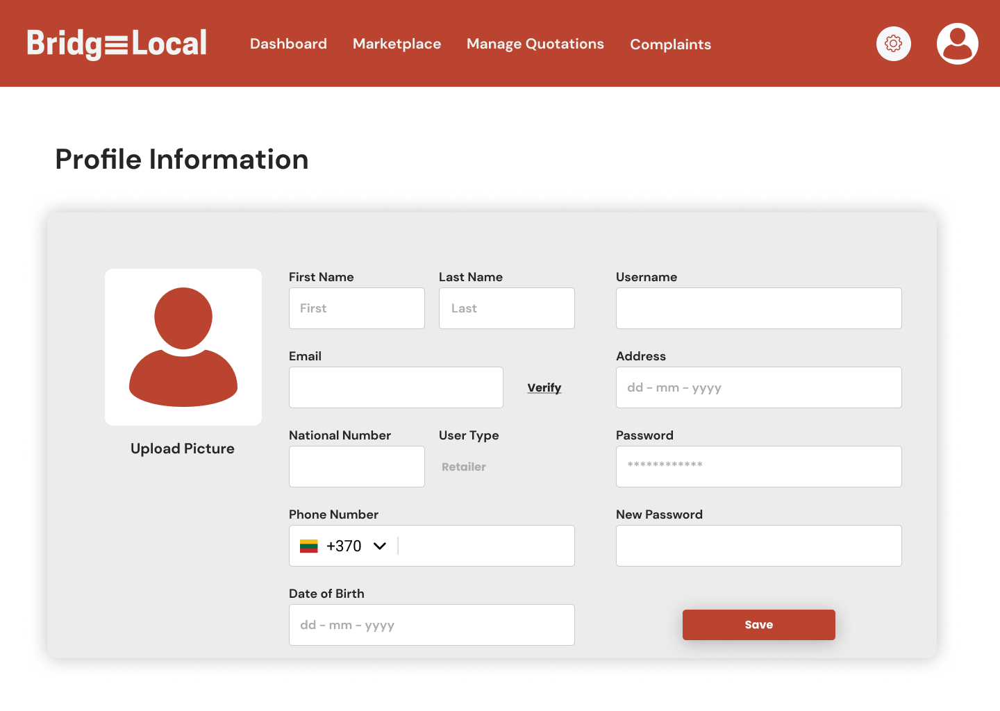 Bridg≡Local
Dashboard
Marketplace
Manage Quotations
Complaints
Profile Information
Upload Picture
First Name
Last Name
First
Last
Email
Verify
National Number
User Type
Retailer
Phone Number
+370
Date of Birth
dd - mm - yyyy
Username
Address
dd - mm - yyyy
Password
************
New Password
Save